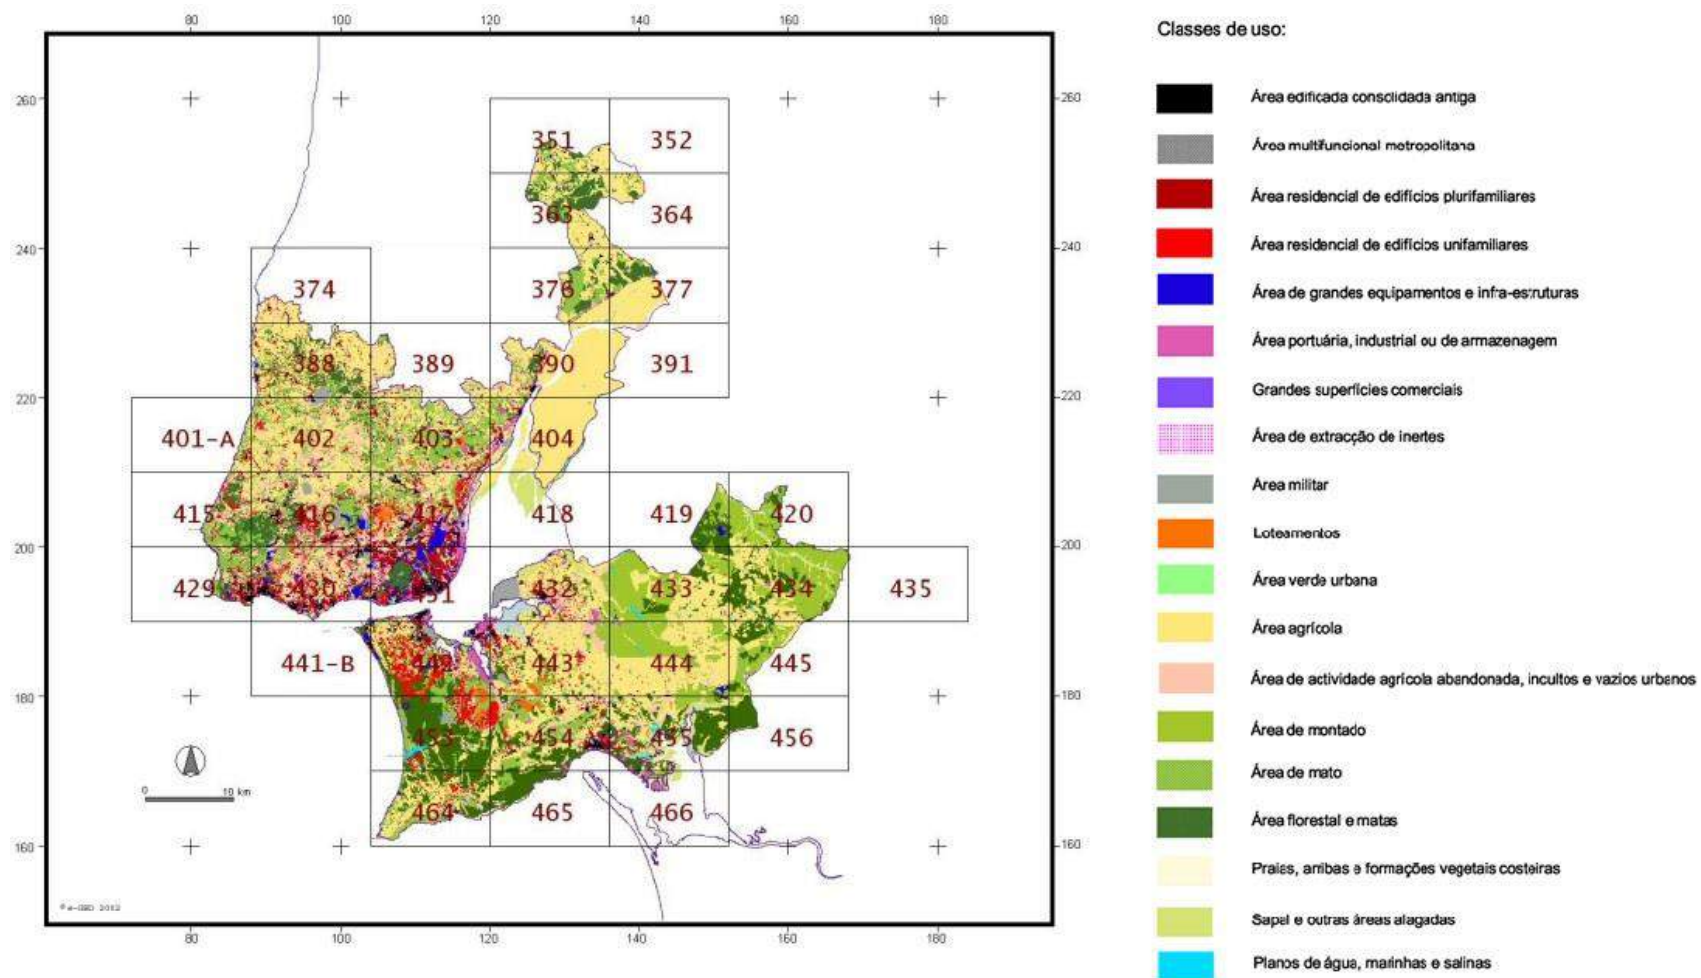 80 100 120 140 160 180
260 260
351 352
363 364
240 240
374 376 377
388 389 390 391
220 220
401-A 402 403 404
415 416 417 418 419 420
200 200
429 430 431 432 433 434 435
441-B 442 443 444 445
180 180
453 454 455 456
0 10 km
464 465 466
160 160
80 100 120 140 160 180
Classes de uso:
Área edificada consolidada antiga
Área multifuncional metropolitana
Área residencial de edifícios plurifamiliares
Área residencial de edifícios unifamiliares
Área de grandes equipamentos e infra-estruturas
Área portuária, industrial ou de armazenagem
Grandes superfícies comerciais
Área de extracção de inertes
Área militar
Loteamentos
Área verde urbana
Área agrícola
Área de actividade agrícola abandonada, incultos e vazios urbanos
Área de montado
Área de mato
Área florestal e matas
Praias, arribas e formações vegetais costeiras
Sapal e outras áreas alagadas
Planos de água, marinhas e salinas